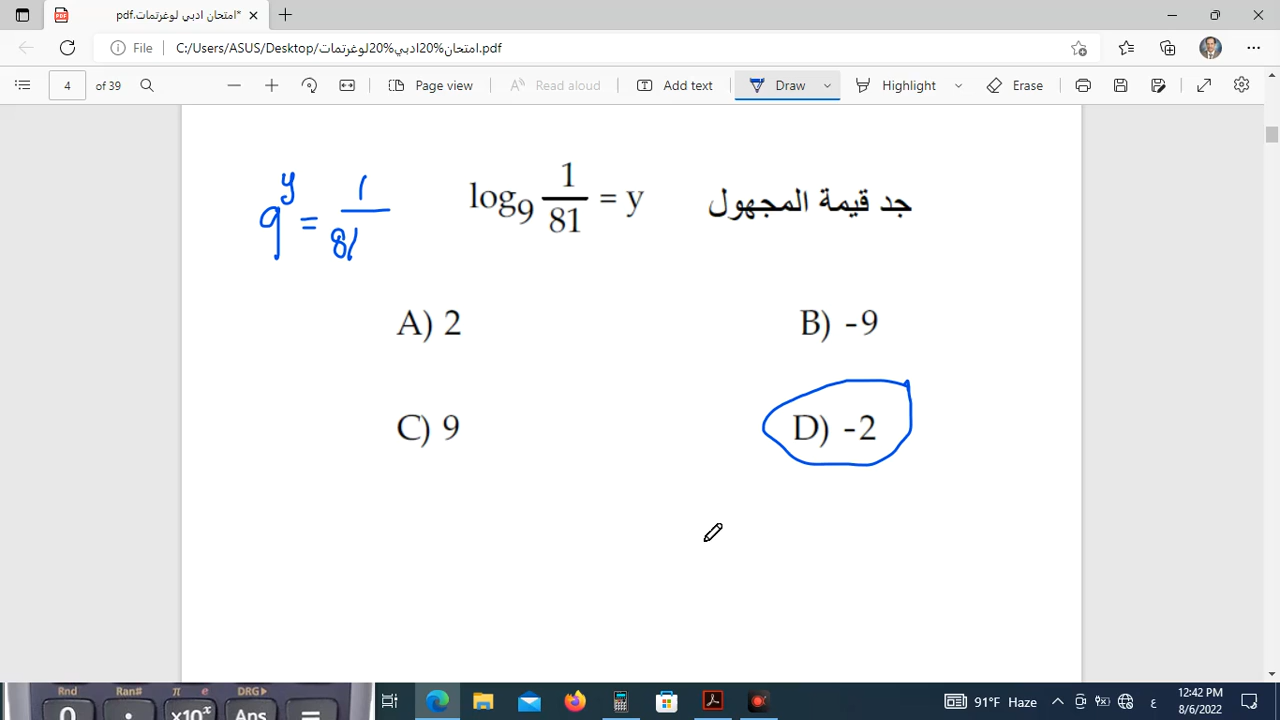 *امتحان ادبي لوغرتمات.pdf
File C:/Users/ASUS/Desktop/امتحان%20ادبي%20لوغرتمات.pdf
4 of 39 Page view Read aloud Add text Draw Highlight Erase
9^y = 1/81
log₉ 1/81 = y جد قيمة المجهول
A) 2 B) -9
C) 9 D) -2
Rnd Ran# π e DRG▸
0 · ×10ˣ Ans =
91°F Haze ع 12:42 PM
8/6/2022